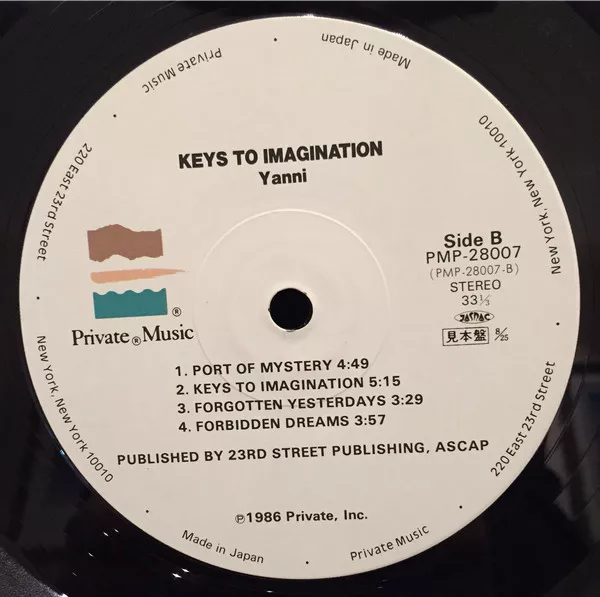 KEYS TO IMAGINATION
Yanni
Private® Music®
Side B
PMP-28007
(PMP-28007-B)
STEREO
33⅓
JASRAC
見本盤 8/25
1. PORT OF MYSTERY 4:49
2. KEYS TO IMAGINATION 5:15
3. FORGOTTEN YESTERDAYS 3:29
4. FORBIDDEN DREAMS 3:57
PUBLISHED BY 23RD STREET PUBLISHING, ASCAP
℗1986 Private, Inc.
Private Music
Made in Japan
New York, New York 10010
220 East 23rd Street
Private Music
Made in Japan
New York, New York 10010
220 East 23rd Street